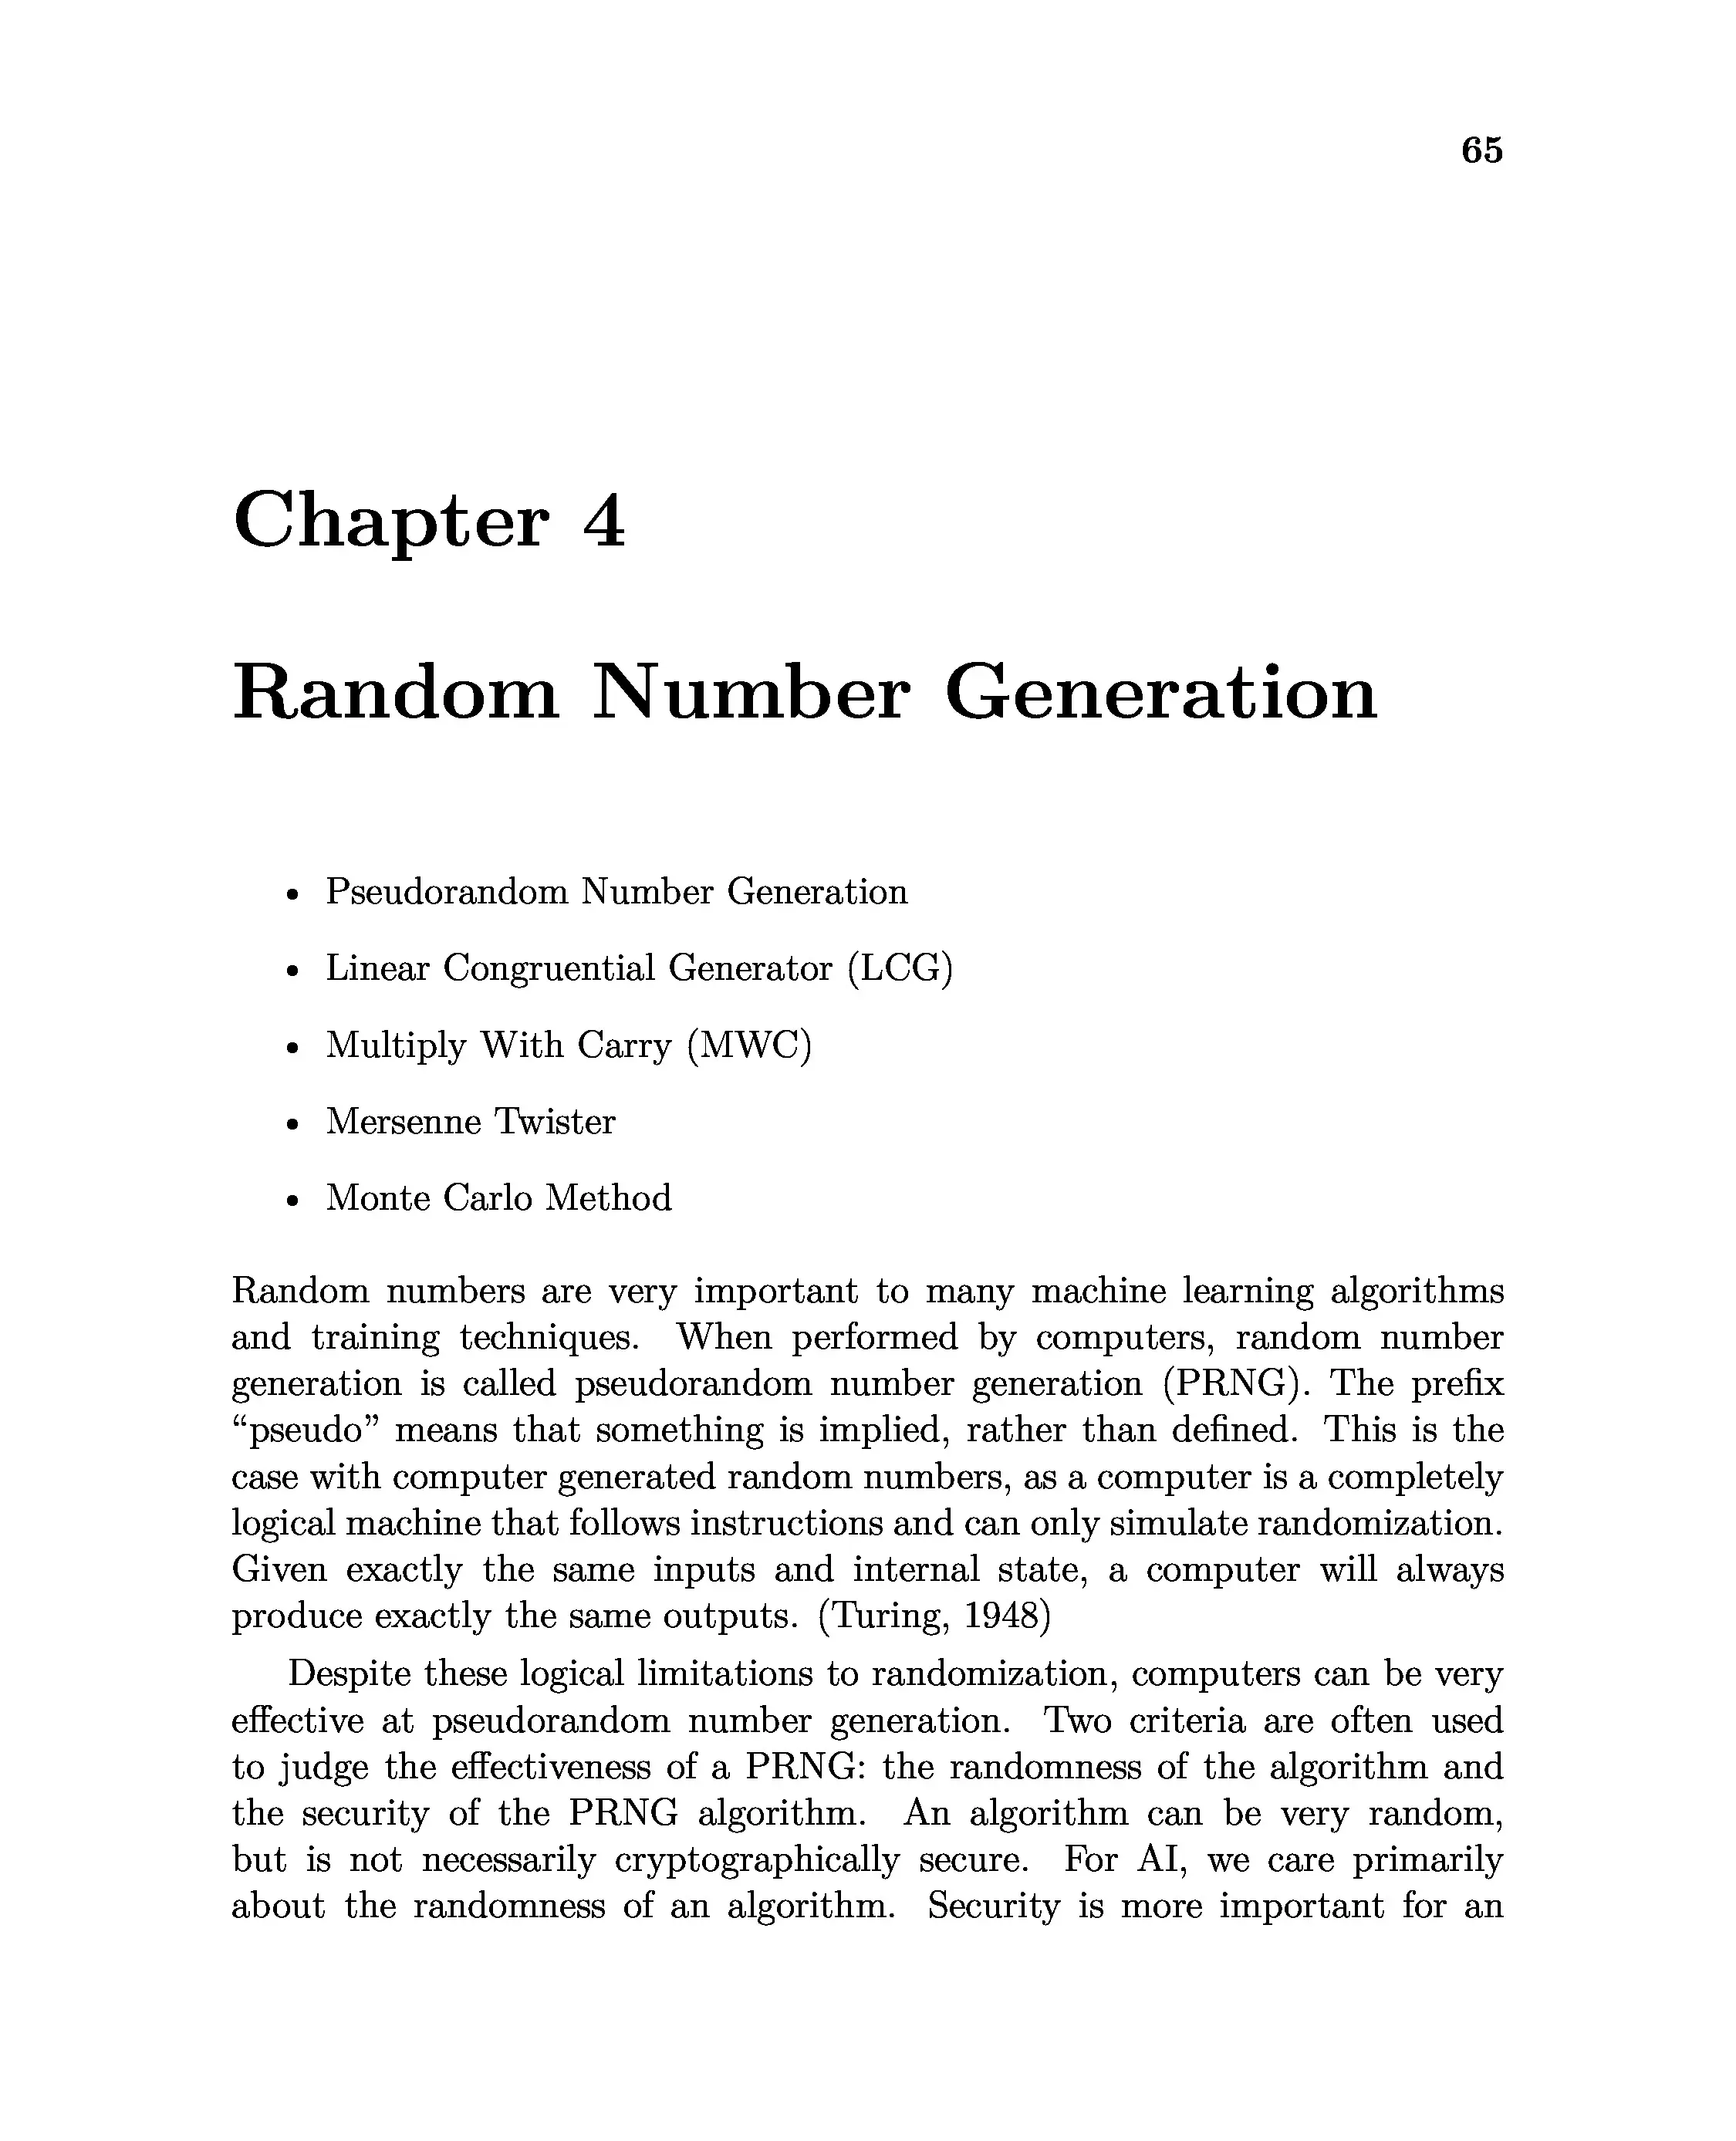 65
Chapter 4
Random Number Generation
• Pseudorandom Number Generation
• Linear Congruential Generator (LCG)
• Multiply With Carry (MWC)
• Mersenne Twister
• Monte Carlo Method
Random numbers are very important to many machine learning algorithms
and training techniques. When performed by computers, random number
generation is called pseudorandom number generation (PRNG). The prefix
“pseudo” means that something is implied, rather than defined. This is the
case with computer generated random numbers, as a computer is a completely
logical machine that follows instructions and can only simulate randomization.
Given exactly the same inputs and internal state, a computer will always
produce exactly the same outputs. (Turing, 1948)
Despite these logical limitations to randomization, computers can be very
effective at pseudorandom number generation. Two criteria are often used
to judge the effectiveness of a PRNG: the randomness of the algorithm and
the security of the PRNG algorithm. An algorithm can be very random,
but is not necessarily cryptographically secure. For AI, we care primarily
about the randomness of an algorithm. Security is more important for an